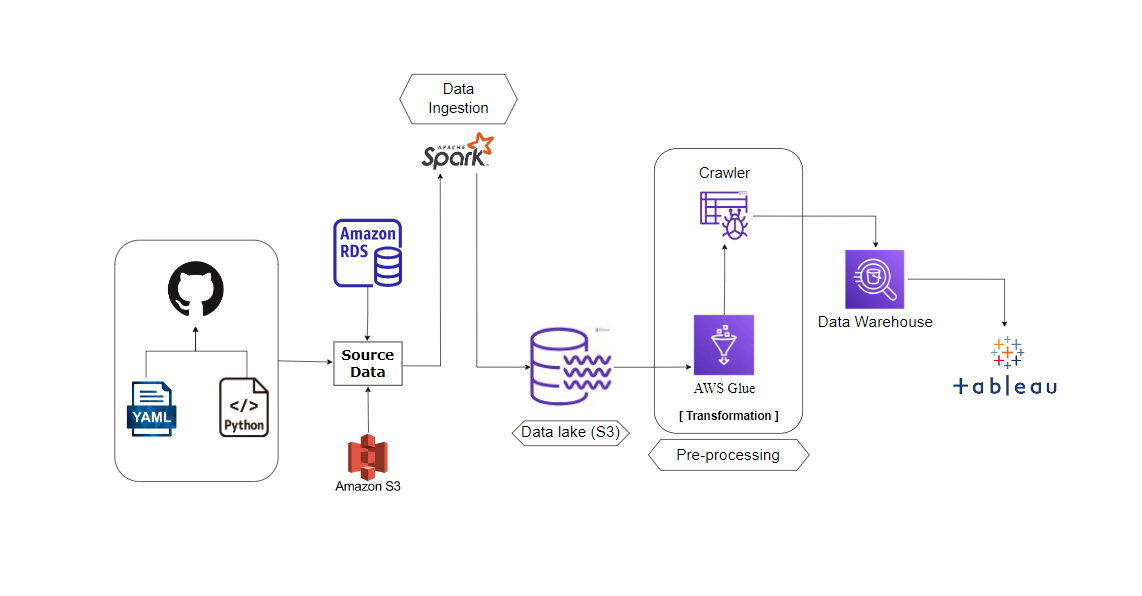 Data
Ingestion
APACHE
Spark
Crawler
Amazon
RDS
Source
Data
YAML
</>
Python
Amazon S3
Data lake (S3)
AWS Glue
[ Transformation ]
Pre-processing
Data Warehouse
+ableau